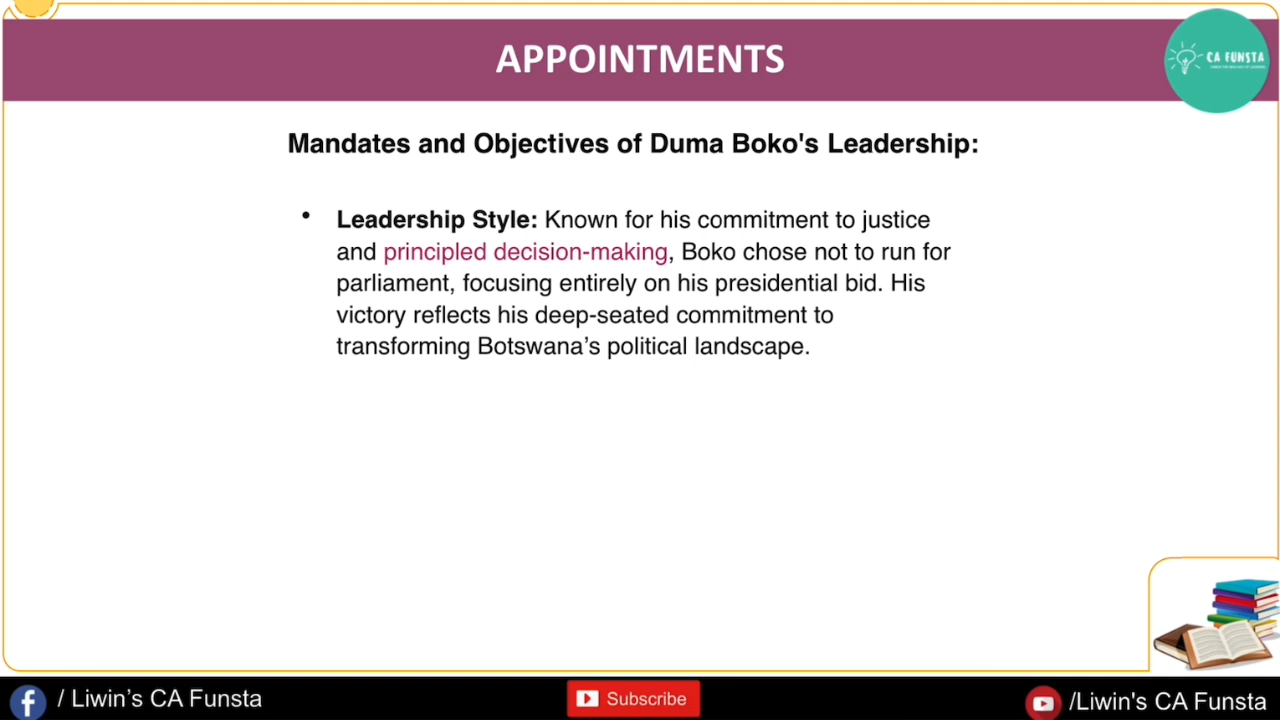 APPOINTMENTS
CA FUNSTA
Mandates and Objectives of Duma Boko's Leadership:
• Leadership Style: Known for his commitment to justice
and principled decision-making, Boko chose not to run for
parliament, focusing entirely on his presidential bid. His
victory reflects his deep-seated commitment to
transforming Botswana’s political landscape.
/ Liwin’s CA Funsta
Subscribe
/Liwin's CA Funsta